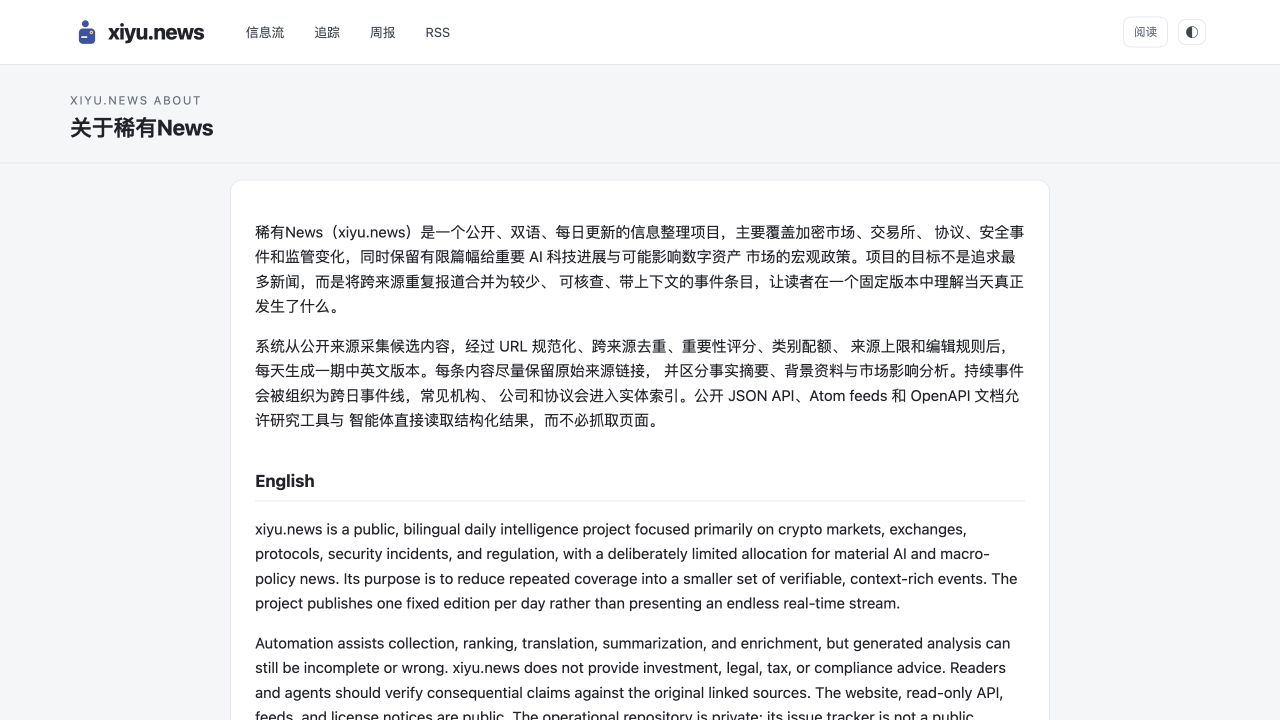 xiyu.news
信息流
追踪
周报
RSS
阅读
XIYU.NEWS ABOUT
关于稀有News
稀有News（xiyu.news）是一个公开、双语、每日更新的信息整理项目，主要覆盖加密市场、交易所、 协议、安全事
件和监管变化，同时保留有限篇幅给重要 AI 科技进展与可能影响数字资产 市场的宏观政策。项目的目标不是追求最
多新闻，而是将跨来源重复报道合并为较少、 可核查、带上下文的事件条目，让读者在一个固定版本中理解当天真正
发生了什么。
系统从公开来源采集候选内容，经过 URL 规范化、跨来源去重、重要性评分、类别配额、 来源上限和编辑规则后，
每天生成一期中英文版本。每条内容尽量保留原始来源链接， 并区分事实摘要、背景资料与市场影响分析。持续事件
会被组织为跨日事件线，常见机构、 公司和协议会进入实体索引。公开 JSON API、Atom feeds 和 OpenAPI 文档允
许研究工具与 智能体直接读取结构化结果，而不必抓取页面。
English
xiyu.news is a public, bilingual daily intelligence project focused primarily on crypto markets, exchanges,
protocols, security incidents, and regulation, with a deliberately limited allocation for material AI and macro-
policy news. Its purpose is to reduce repeated coverage into a smaller set of verifiable, context-rich events. The
project publishes one fixed edition per day rather than presenting an endless real-time stream.
Automation assists collection, ranking, translation, summarization, and enrichment, but generated analysis can
still be incomplete or wrong. xiyu.news does not provide investment, legal, tax, or compliance advice. Readers
and agents should verify consequential claims against the original linked sources. The website, read-only API,
feeds, and license notices are public. The operational repository is private; its issue tracker is not a public